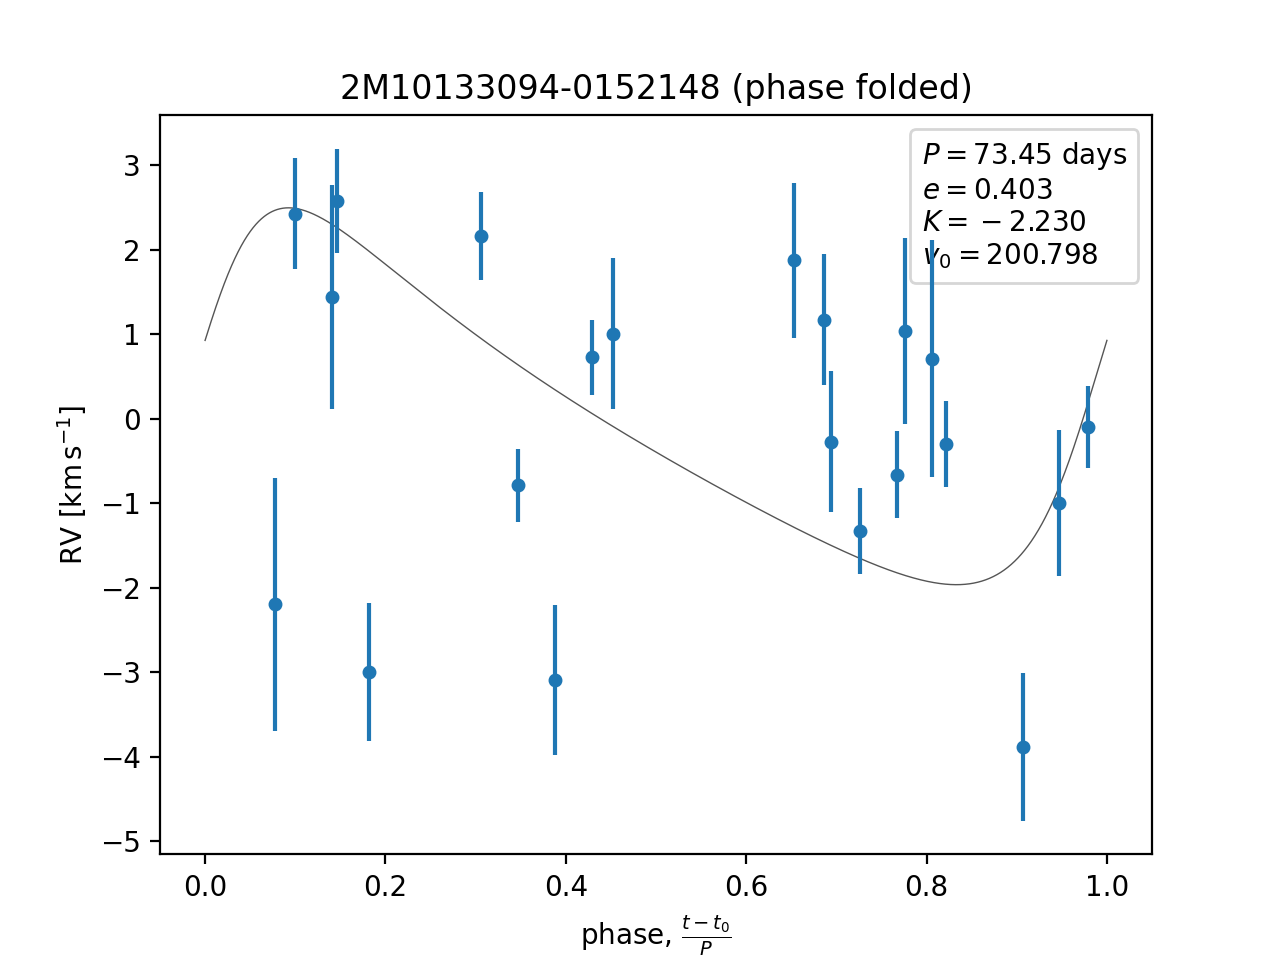 2M10133094-0152148 (phase folded)
P = 73.45 days
e = 0.403
K = −2.230
v₀ = 200.798
RV [km s⁻¹]
3
2
1
0
−1
−2
−3
−4
−5
0.0 0.2 0.4 0.6 0.8 1.0
phase, (t − t₀)/P